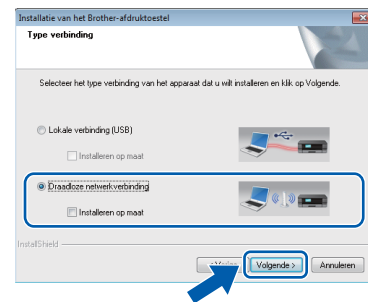 Installatie van het Brother-afdruktoestel
Type verbinding
Selecteer het type verbinding van het apparaat dat u wilt installeren en klik op Volgende.
Lokale verbinding (USB)
Installeren op maat
Draadloze netwerkverbinding
Installeren op maat
InstallShield
Volgende >
Annuleren